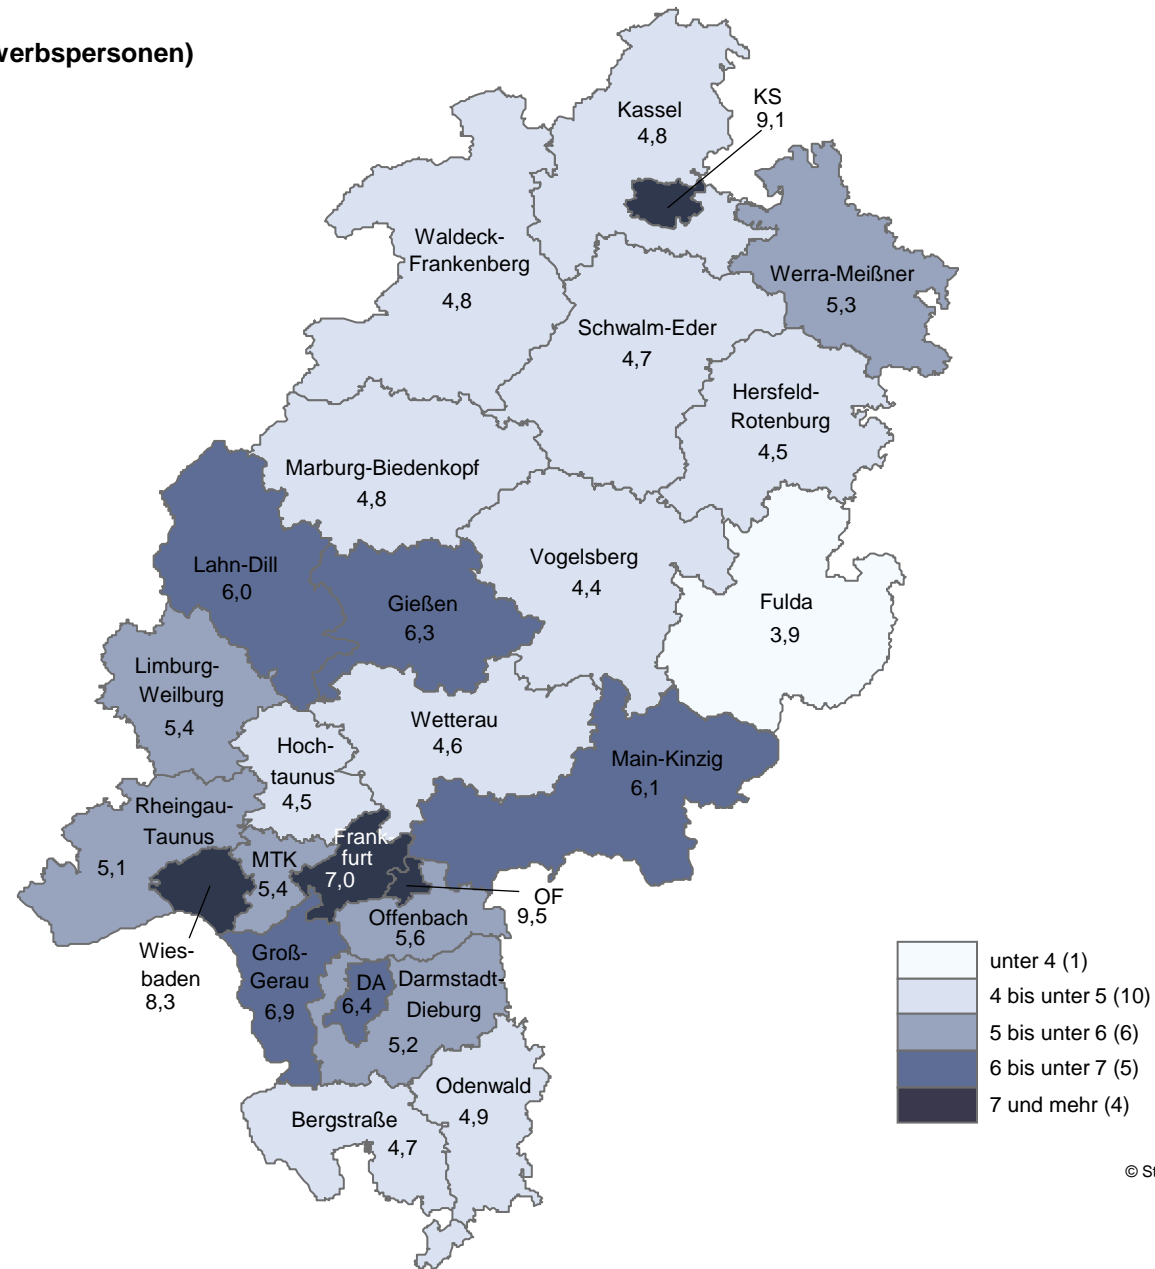 werbspersonen)
KS
9,1
Kassel
4,8
Waldeck-
Frankenberg
4,8
Werra-Meißner
5,3
Schwalm-Eder
4,7
Hersfeld-
Rotenburg
4,5
Marburg-Biedenkopf
4,8
Lahn-Dill
6,0
Gießen
6,3
Vogelsberg
4,4
Fulda
3,9
Limburg-
Weilburg
5,4
Wetterau
4,6
Hoch-
taunus
4,5
Main-Kinzig
6,1
Rheingau-
Taunus
5,1
MTK
5,4
Frank-
furt
7,0
OF
9,5
Offenbach
5,6
Wies-
baden
8,3
Groß-
Gerau
6,9
DA
6,4
Darmstadt-
Dieburg
5,2
Odenwald
4,9
Bergstraße
4,7
unter 4 (1)
4 bis unter 5 (10)
5 bis unter 6 (6)
6 bis unter 7 (5)
7 und mehr (4)
© St